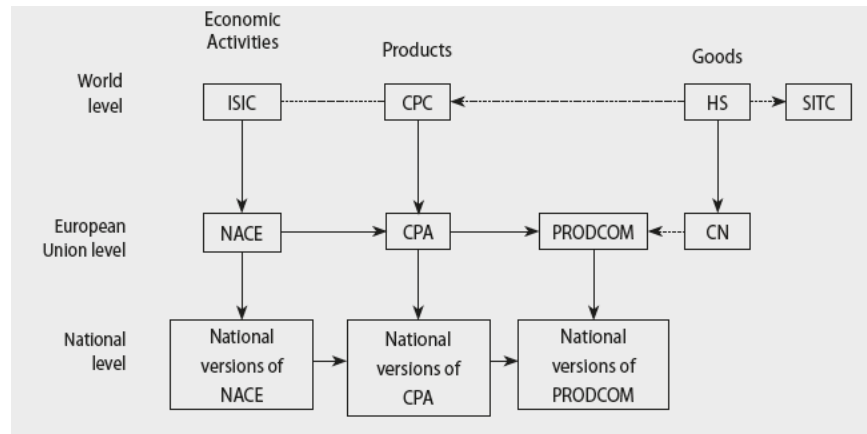 Economic
Activities
Products
Goods
World
level
ISIC
CPC
HS
SITC
European
Union level
NACE
CPA
PRODCOM
CN
National
level
National
versions of
NACE
National
versions of
CPA
National
versions of
PRODCOM